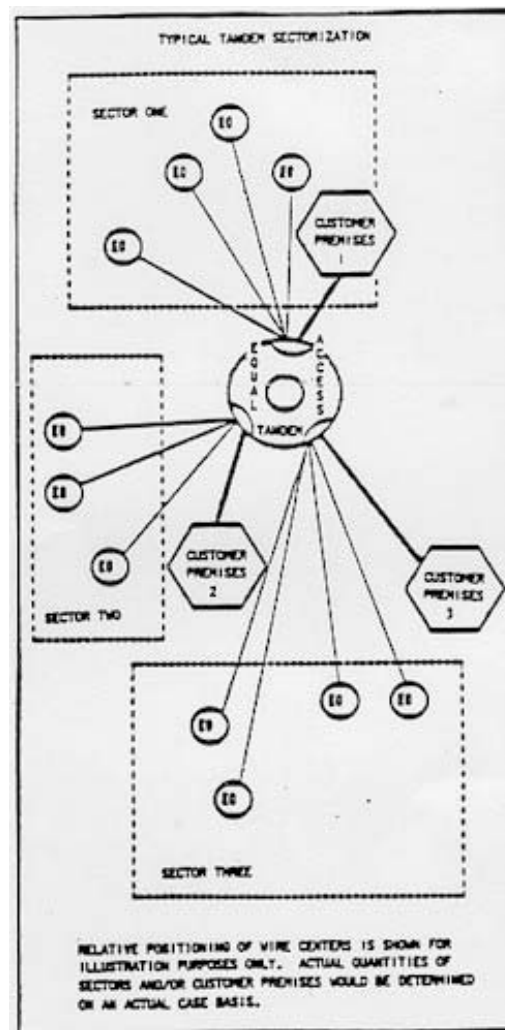 TYPICAL TANDEM SECTORIZATION
SECTOR ONE
EO
EO
EO
EO
CUSTOMER
PREMISES
1
EQUAL
ACCESS
TANDEM
EO
EO
EO
SECTOR TWO
CUSTOMER
PREMISES
2
CUSTOMER
PREMISES
3
EO
EO
EO
EO
SECTOR THREE
RELATIVE POSITIONING OF WIRE CENTERS IS SHOWN FOR
ILLUSTRATION PURPOSES ONLY. ACTUAL QUANTITIES OF
SECTORS AND/OR CUSTOMER PREMISES WOULD BE DETERMINED
ON AN ACTUAL CASE BASIS.